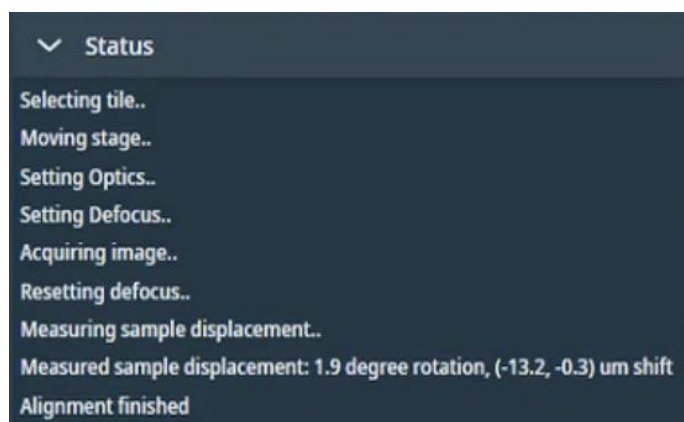 Status
Selecting tile..
Moving stage..
Setting Optics..
Setting Defocus..
Acquiring image..
Resetting defocus..
Measuring sample displacement..
Measured sample displacement: 1.9 degree rotation, (-13.2, -0.3) um shift
Alignment finished